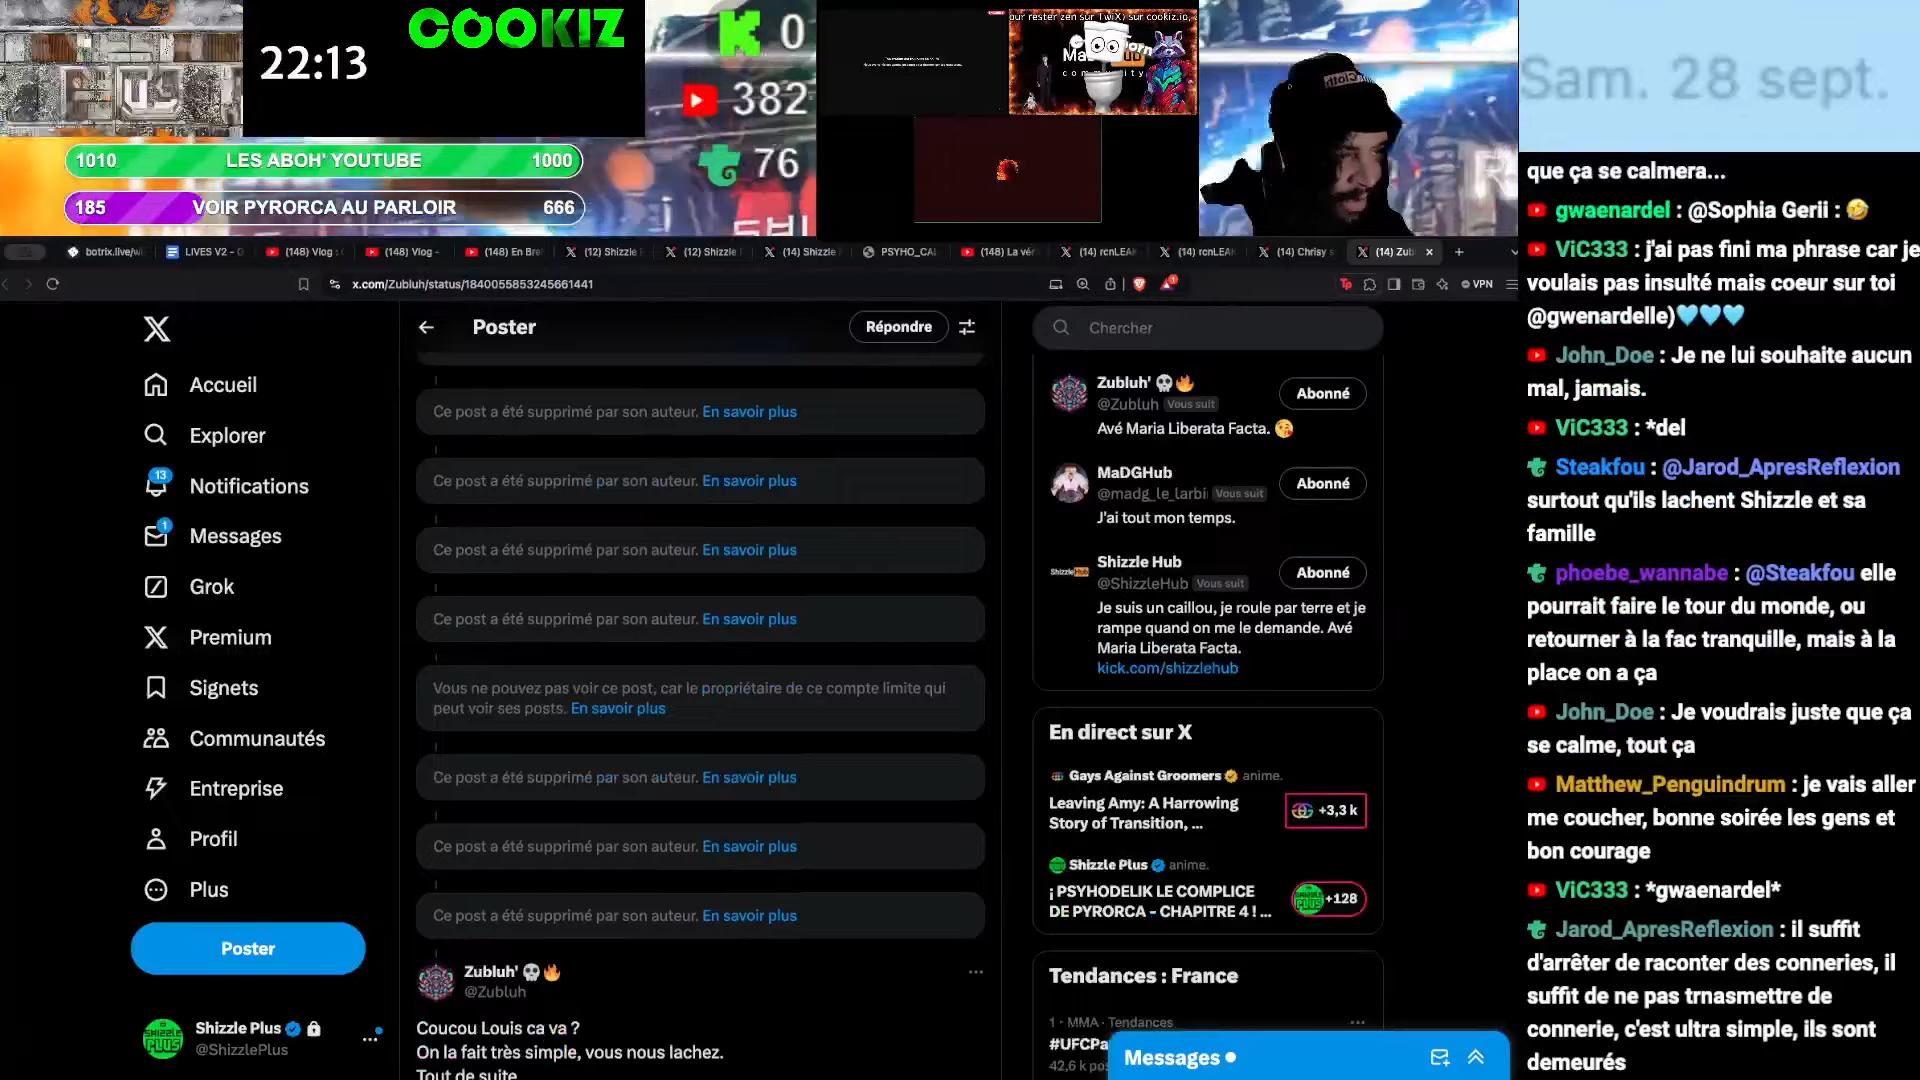 22:13
COOKIZ
K 0
382
76
1010 LES ABOH' YOUTUBE 1000
185 VOIR PYRORCA AU PARLOIR 666
our rester zen sur TwiX) sur cookiz.io,
community
Sam. 28 sept.
botrix.live/wi
LIVES V2 - G
(148) Vlog :
(148) Vlog -
(148) En Bre
(12) Shizzle
(12) Shizzle
(14) Shizzle
PSYHO_CAL
(148) La véri
(14) rcnLEAK
(14) rcnLEAK
(14) Chrisy s
(14) Zub
x.com/Zubluh/status/1840055853245661441
VPN
Accueil
Explorer
13
Notifications
1
Messages
Grok
Premium
Signets
Communautés
Entreprise
Profil
Plus
Poster
Shizzle Plus
@ShizzlePlus
Poster
Répondre
Ce post a été supprimé par son auteur. En savoir plus
Ce post a été supprimé par son auteur. En savoir plus
Ce post a été supprimé par son auteur. En savoir plus
Ce post a été supprimé par son auteur. En savoir plus
Vous ne pouvez pas voir ce post, car le propriétaire de ce compte limite qui
peut voir ses posts. En savoir plus
Ce post a été supprimé par son auteur. En savoir plus
Ce post a été supprimé par son auteur. En savoir plus
Ce post a été supprimé par son auteur. En savoir plus
Zubluh' 💀🔥
@Zubluh
Coucou Louis ca va ?
On la fait très simple, vous nous lachez.
Tout de suite
Chercher
Zubluh' 💀🔥
@Zubluh Vous suit
Abonné
Avé Maria Liberata Facta. 😘
MaDGHub
@madg_le_larbi Vous suit
Abonné
J'ai tout mon temps.
Shizzle Hub
@ShizzleHub Vous suit
Abonné
Je suis un caillou, je roule par terre et je
rampe quand on me le demande. Avé
Maria Liberata Facta.
kick.com/shizzlehub
En direct sur X
Gays Against Groomers anime.
Leaving Amy: A Harrowing
Story of Transition, ...
+3,3 k
Shizzle Plus anime.
¡ PSYHODELIK LE COMPLICE
DE PYRORCA - CHAPITRE 4 ! ...
+128
Tendances : France
1 · MMA · Tendances
#UFCPa
42,6 k pos
Messages
que ça se calmera...
gwaenardel : @Sophia Gerii : 🤣
ViC333 : j'ai pas fini ma phrase car je
voulais pas insulté mais coeur sur toi
@gwenardelle)🩵🩵🩵
John_Doe : Je ne lui souhaite aucun
mal, jamais.
ViC333 : *del
Steakfou : @Jarod_ApresReflexion
surtout qu'ils lachent Shizzle et sa
famille
phoebe_wannabe : @Steakfou elle
pourrait faire le tour du monde, ou
retourner à la fac tranquille, mais à la
place on a ça
John_Doe : Je voudrais juste que ça
se calme, tout ça
Matthew_Penguindrum : je vais aller
me coucher, bonne soirée les gens et
bon courage
ViC333 : *gwaenardel*
Jarod_ApresReflexion : il suffit
d'arrêter de raconter des conneries, il
suffit de ne pas trnasmettre de
connerie, c'est ultra simple, ils sont
demeurés